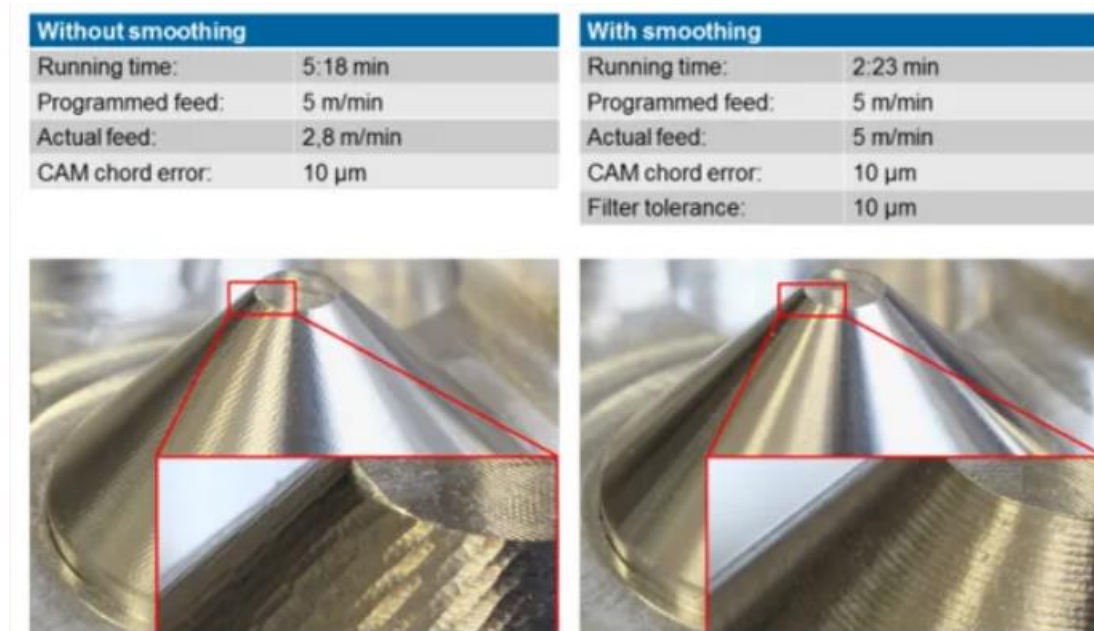 Without smoothing
Running time: 5:18 min
Programmed feed: 5 m/min
Actual feed: 2,8 m/min
CAM chord error: 10 µm
With smoothing
Running time: 2:23 min
Programmed feed: 5 m/min
Actual feed: 5 m/min
CAM chord error: 10 µm
Filter tolerance: 10 µm